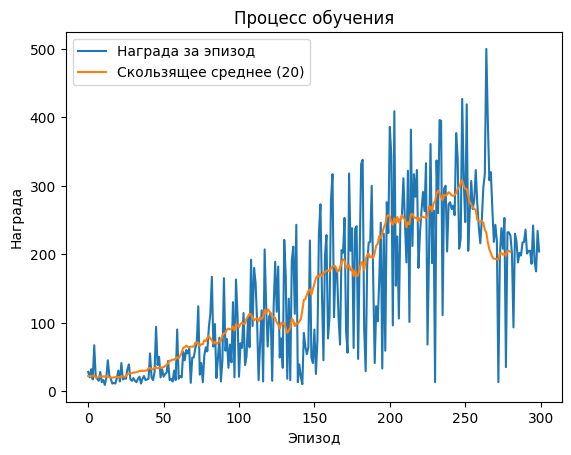 Процесс обучения
Награда за эпизод
Скользящее среднее (20)
500
400
300
200
100
0
Награда
0 50 100 150 200 250 300
Эпизод